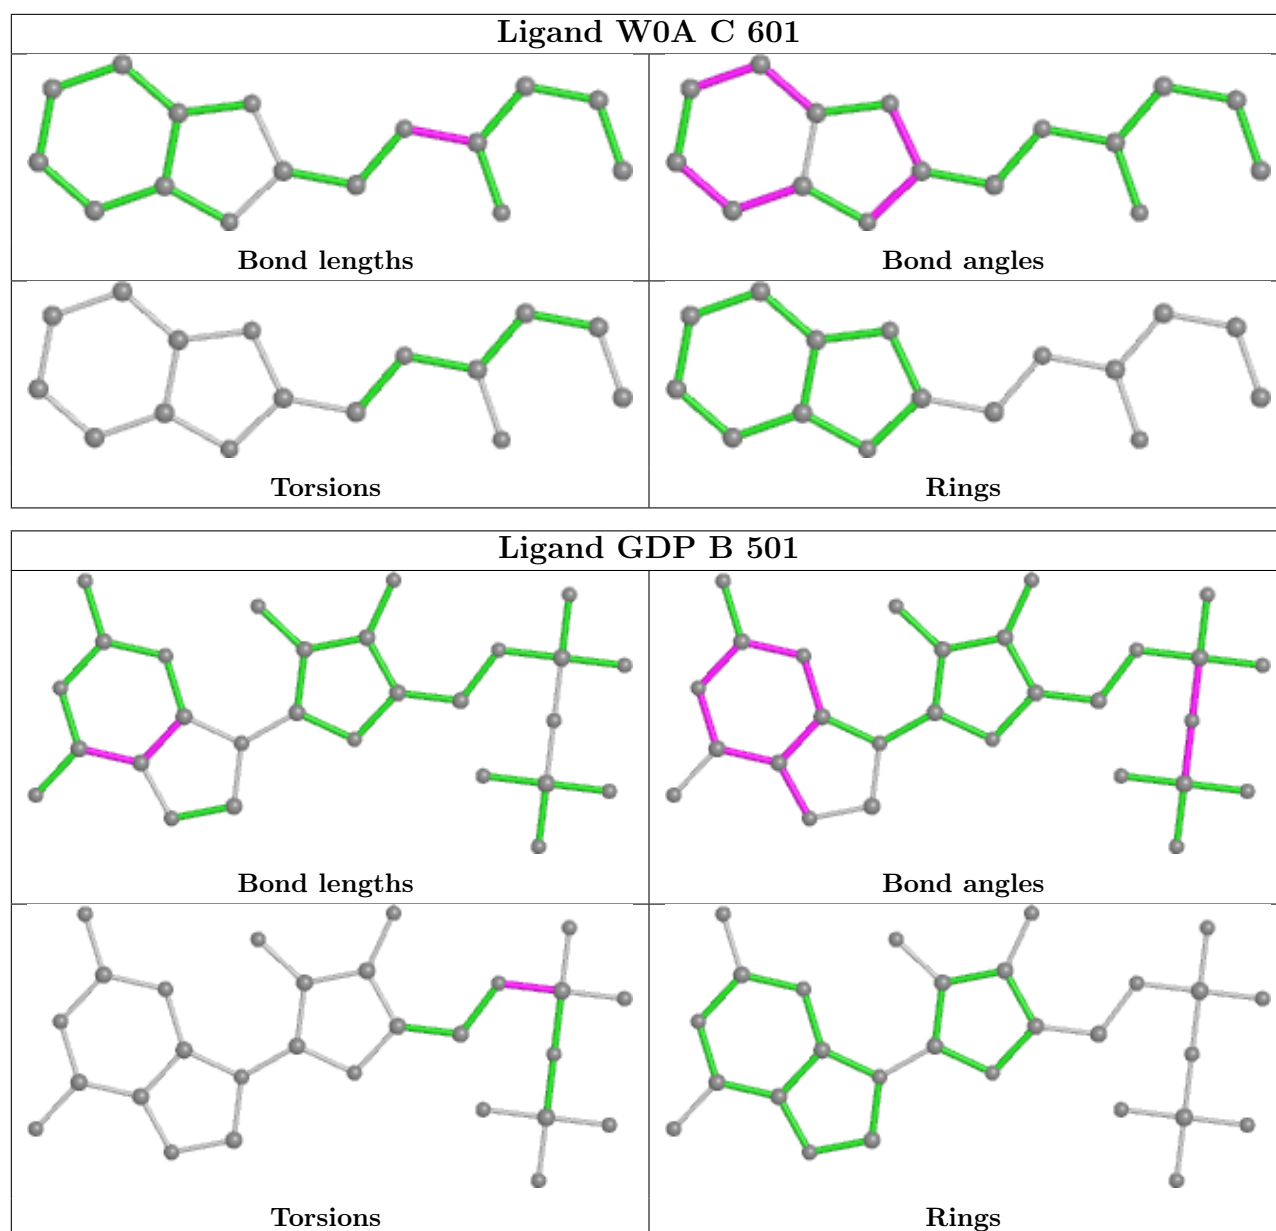 Ligand W0A C 601
Bond lengths
Bond angles
Torsions
Rings
Ligand GDP B 501
Bond lengths
Bond angles
Torsions
Rings